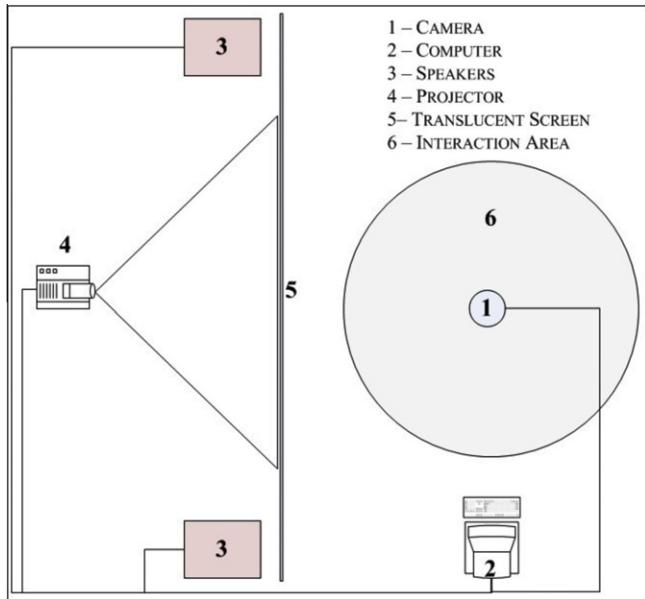 3
1 – CAMERA
2 – COMPUTER
3 – SPEAKERS
4 – PROJECTOR
5– TRANSLUCENT SCREEN
6 – INTERACTION AREA
6
4
5
1
3
2